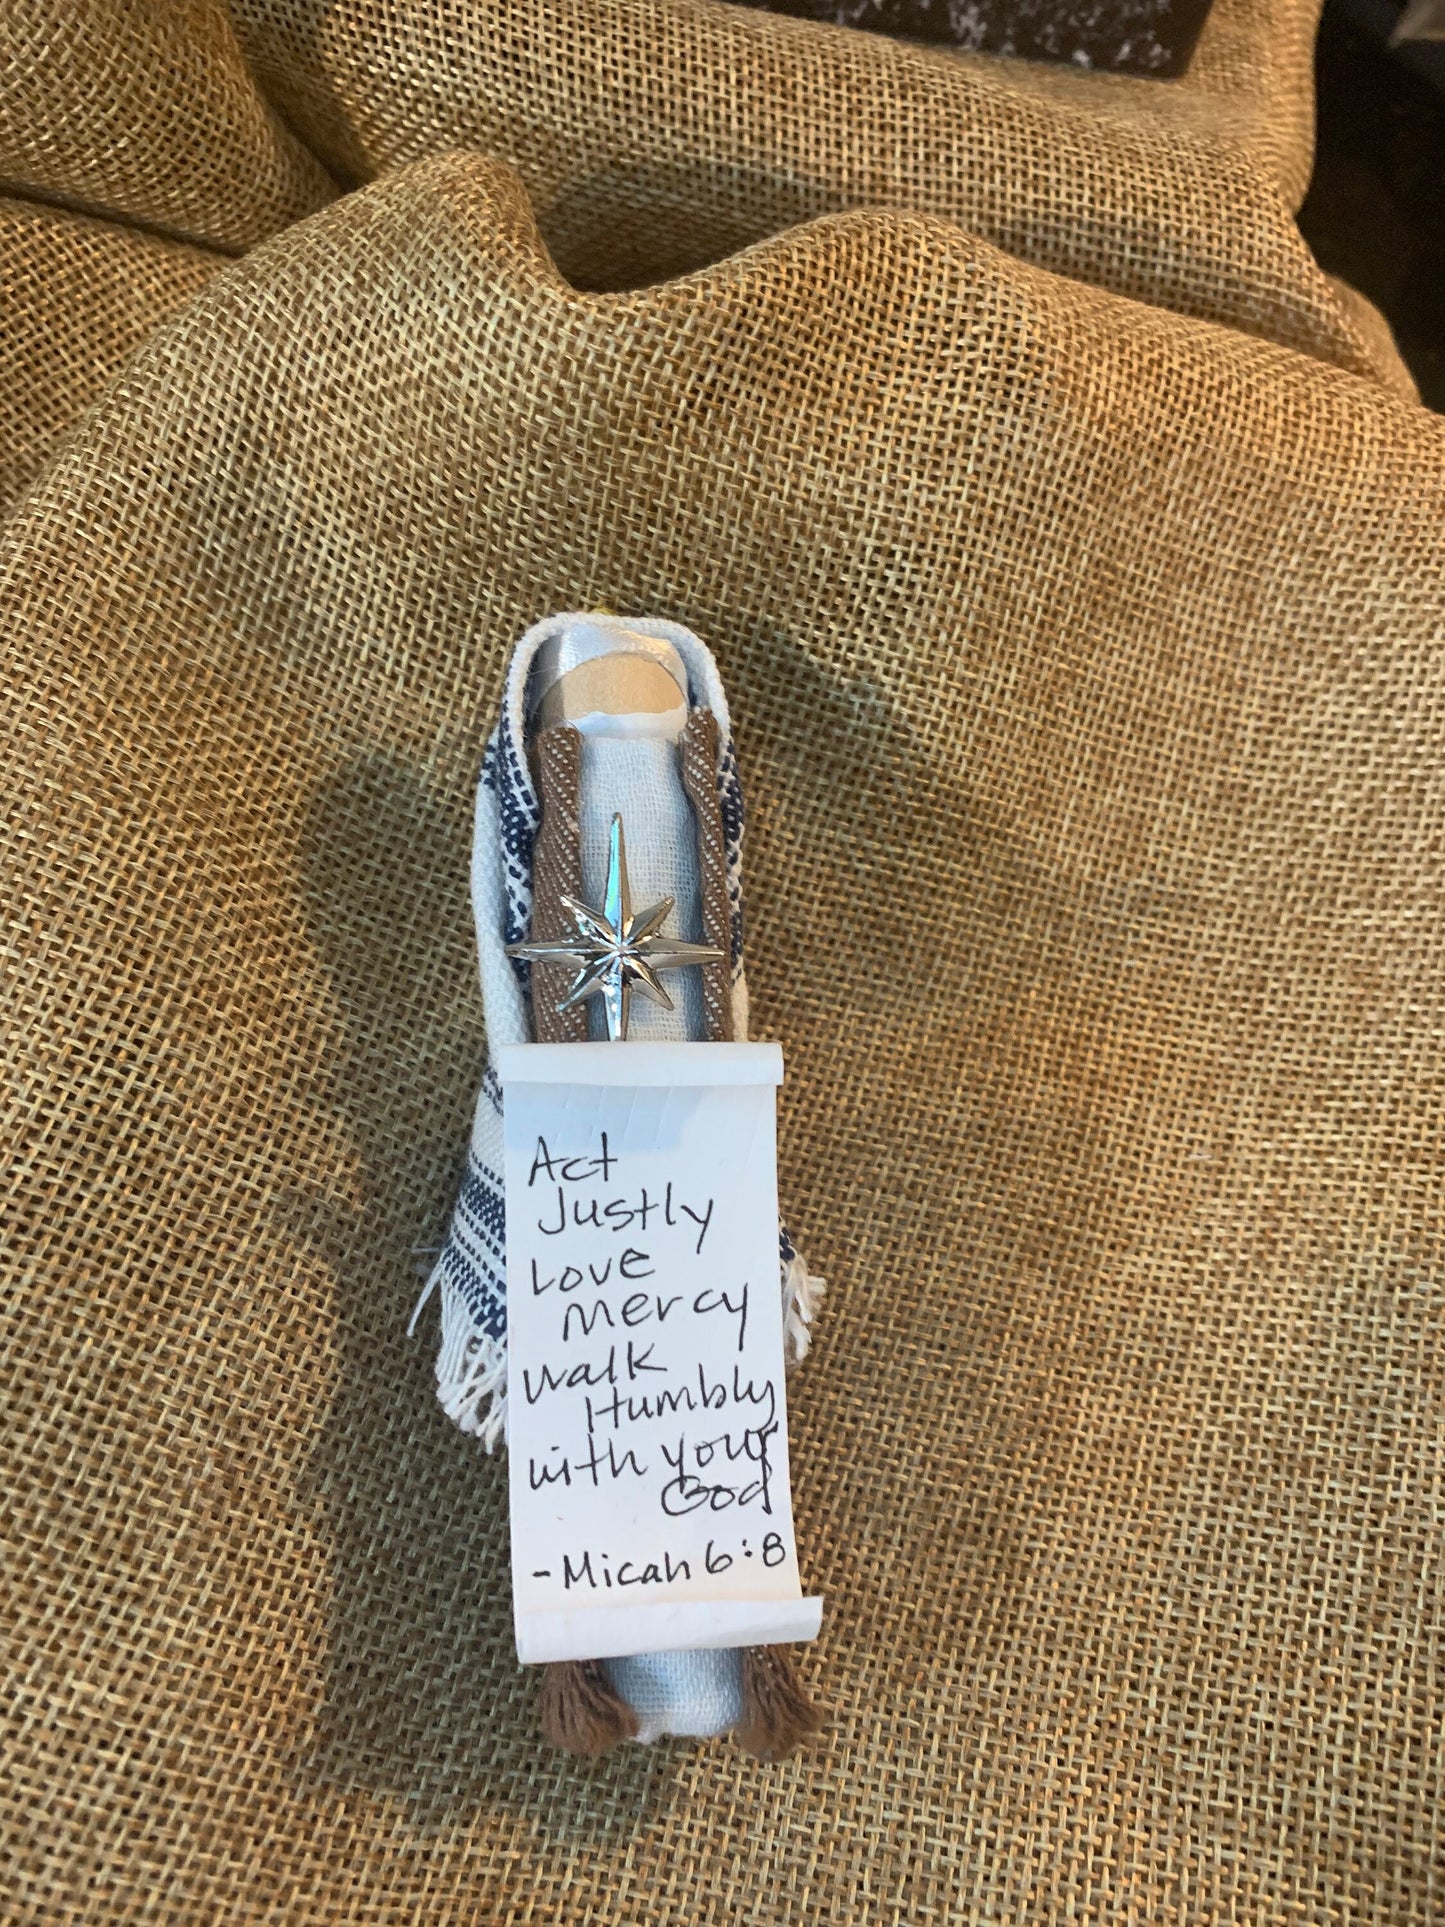 Act
Justly
Love
mercy
Walk
Humbly
with your
God
- Micah 6:8